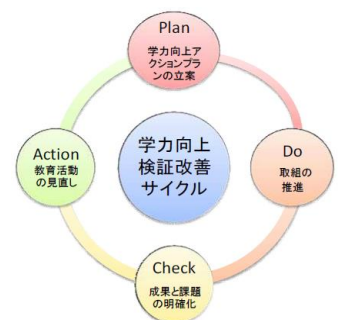 Plan
学力向上ア
クションプラ
ンの立案
学力向上
検証改善
サイクル
Action
教育活動
の見直し
Do
取組の
推進
Check
成果と課題
の明確化